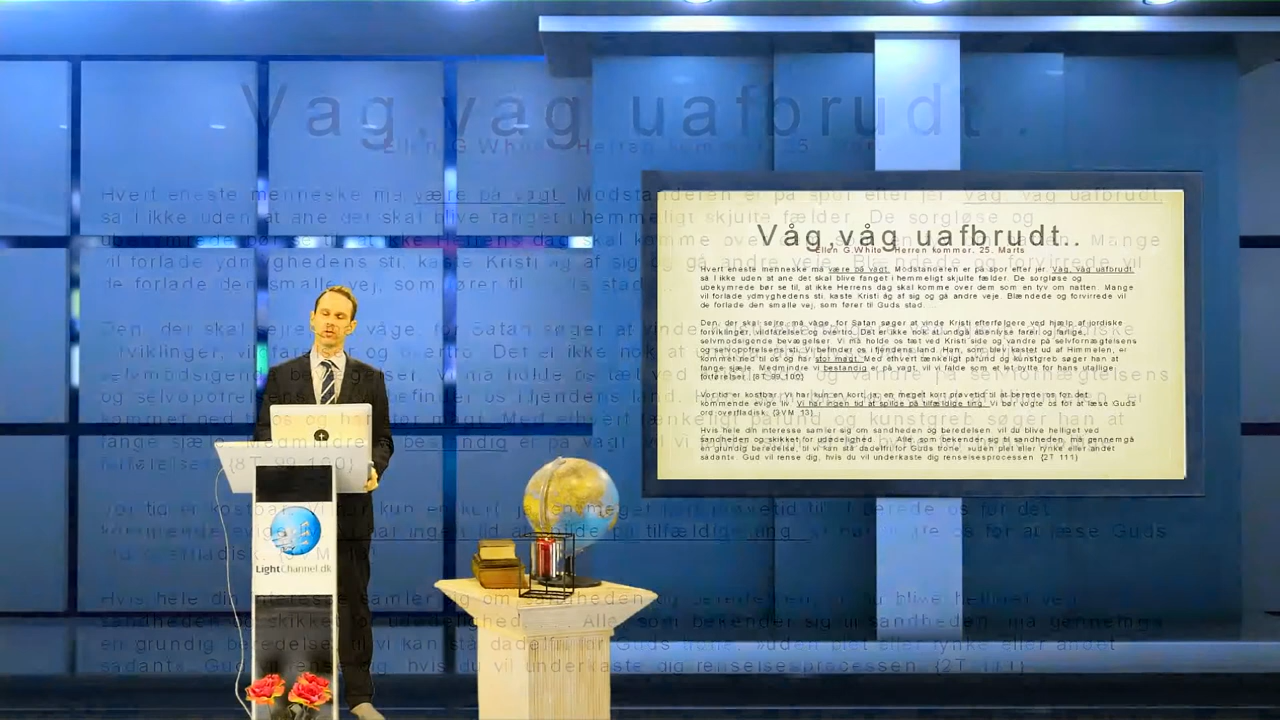 Våg,våg uafbrudt..
Ellen G.White - Herren kommer. 25. Marts
Hvert eneste menneske må være på vagt. Modstanderen er på spor efter jer. Våg, våg uafbrudt,
så I ikke uden at ane det skal blive fanget i hemmeligt skjulte fælder. De sorgløse og
ubekymrede bør se til, at ikke Herrens dag skal komme over dem som en tyv om natten. Mange
vil forlade ydmyghedens sti, kaste Kristi åg af sig og gå andre veje. Blændede og forvirrede vil
de forlade den smalle vej, som fører til Guds stad.
Den, der skal sejre, må våge, for Satan søger at vinde Kristi efterfølgere ved hjælp af jordiske
forviklinger, vildfarelser og overtro. Det er ikke nok at undgå åbenlyse farer og farlige,
selvmodsigende bevægelser. Vi må holde os tæt ved Kristi side og vandre på selvfornægtelsens
og selvopofrelsens sti. Vi befinder os i fjendens land. Han, som blev kastet ud af Himmelen, er
kommet ned til os og har stor magt. Med ethvert tænkeligt påfund og kunstgreb søger han at
fange sjæle. Medmindre vi bestandig er på vagt, vil vi falde som et let bytte for hans utallige
forførelser. {8T 99,100}
Vor tid er kostbar. Vi har kun en kort, ja, en meget kort prøvetid til at berede os for det
kommende evige liv. Vi har ingen tid at spilde på tilfældige ting. Vi bør vogte os for at læse Guds
ord overfladisk. {3VM 13}
Hvis hele din interesse samler sig om sandheden og beredelsen, vil du blive helliget ved
sandheden og skikket for udødelighed. . . . Alle, som bekender sig til sandheden, må gennemgå
en grundig beredelse, til vi kan stå dadelfri for Guds trone, »uden plet eller rynke eller andet
sådant«. Gud vil rense dig, hvis du vil underkaste dig renselsesprocessen. {2T 111}
LightChannel.dk